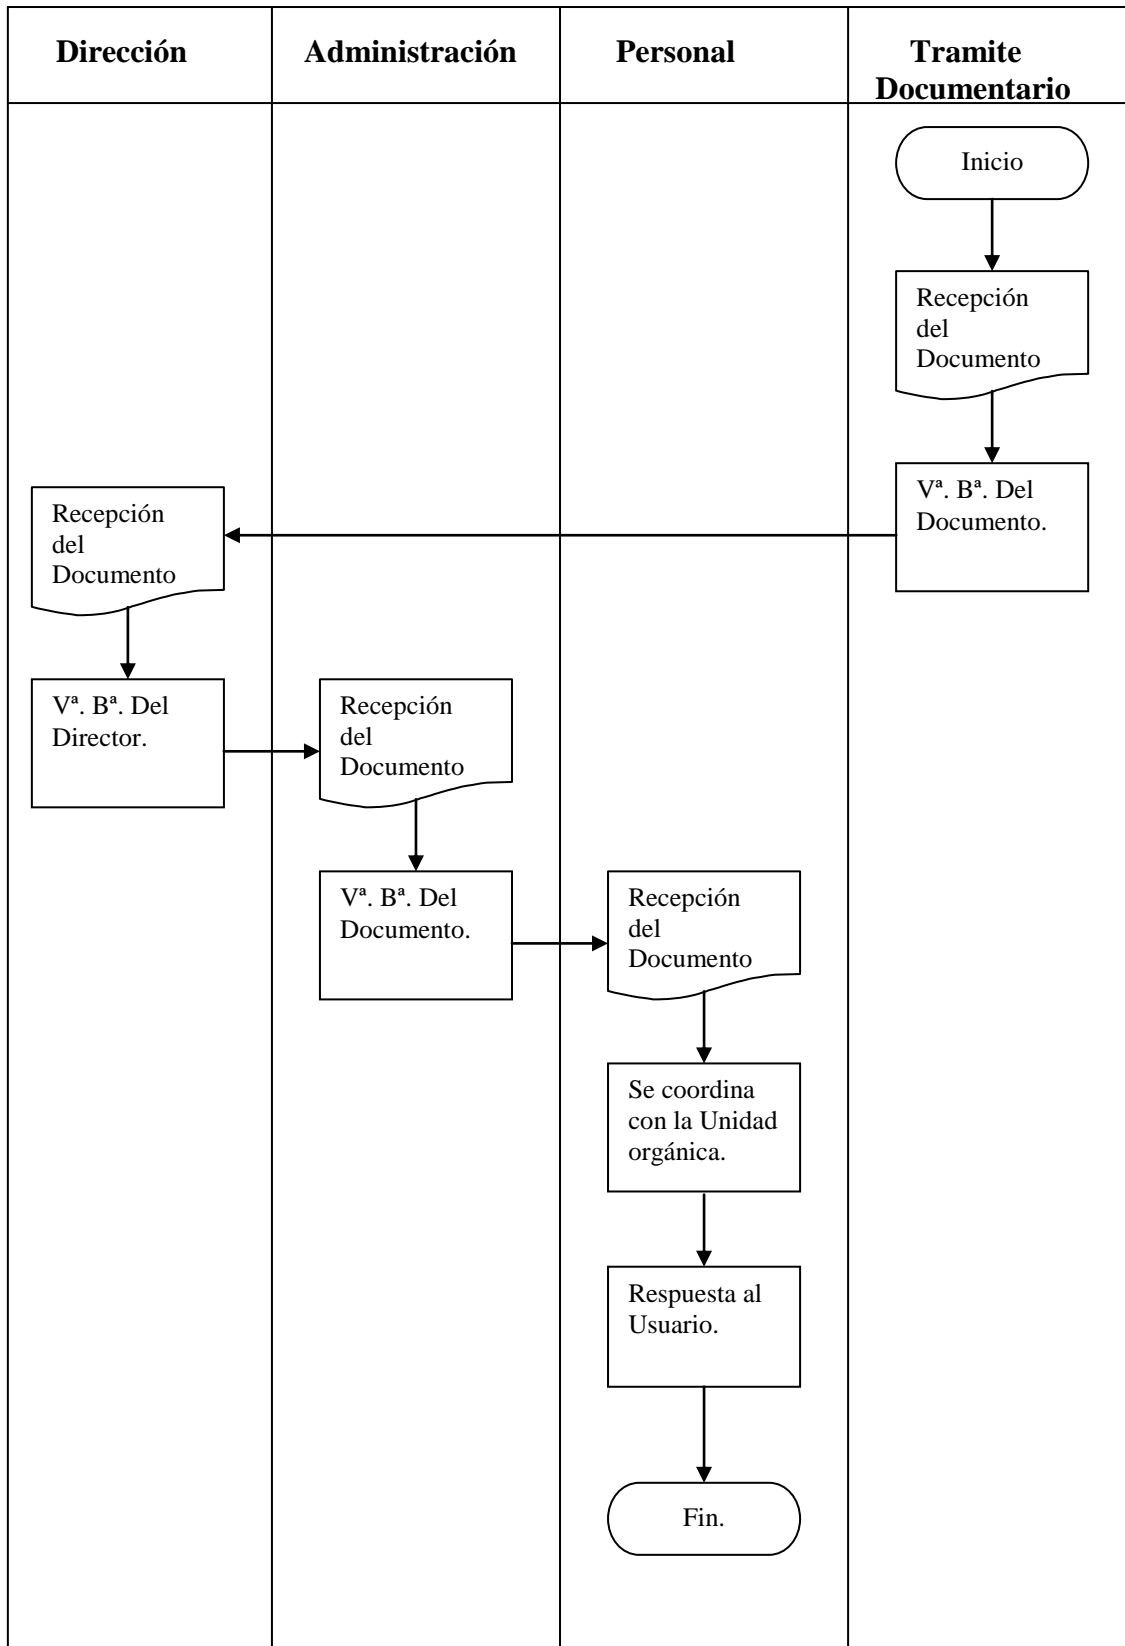 Dirección
Administración
Personal
Tramite
Documentario
Inicio
Recepción
del
Documento
Vª. Bª. Del
Documento.
Recepción
del
Documento
Vª. Bª. Del
Director.
Recepción
del
Documento
Vª. Bª. Del
Documento.
Recepción
del
Documento
Se coordina
con la Unidad
orgánica.
Respuesta al
Usuario.
Fin.